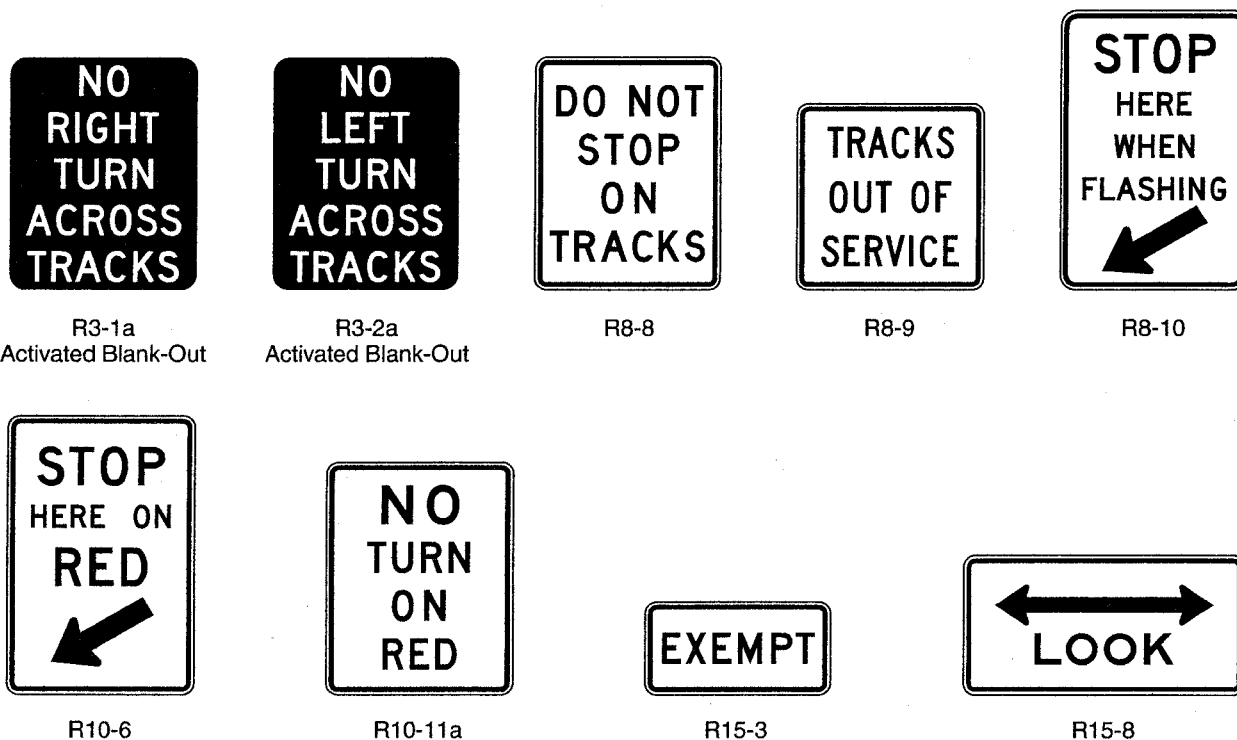 NO
RIGHT
TURN
ACROSS
TRACKS
R3-1a
Activated Blank-Out
NO
LEFT
TURN
ACROSS
TRACKS
R3-2a
Activated Blank-Out
DO NOT
STOP
ON
TRACKS
R8-8
TRACKS
OUT OF
SERVICE
R8-9
STOP
HERE
WHEN
FLASHING
R8-10
STOP
HERE ON
RED
R10-6
NO
TURN
ON
RED
R10-11a
EXEMPT
R15-3
LOOK
R15-8